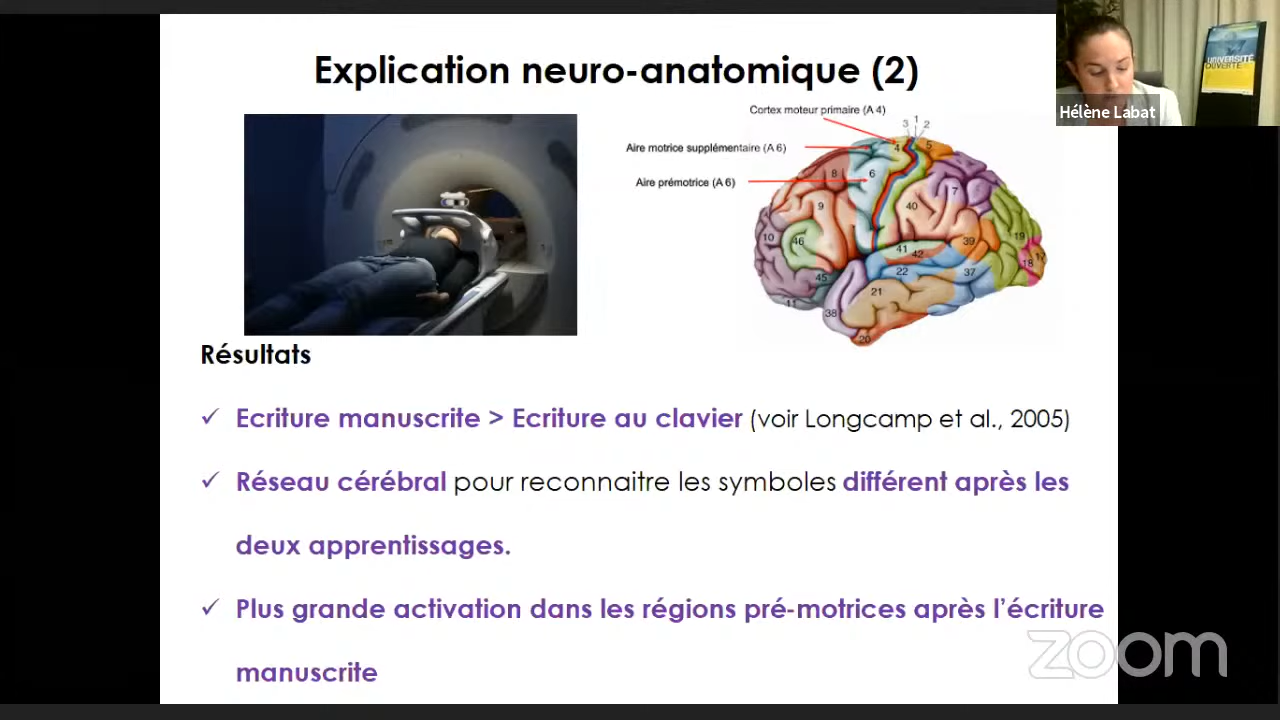 Explication neuro-anatomique (2)
UNIVERSITÉ
OUVERTE
Hélène Labat
Cortex moteur primaire (A 4)
Aire motrice supplémentaire (A 6)
Aire prémotrice (A 6)
3 1 2
4 5
8 6
7
9 40
10 46
19
39
41
42
18
22 37
45
21
11
38
20
Résultats
✓ Ecriture manuscrite > Ecriture au clavier (voir Longcamp et al., 2005)
✓ Réseau cérébral pour reconnaitre les symboles différent après les
deux apprentissages.
✓ Plus grande activation dans les régions pré-motrices après l'écriture
manuscrite
zoom